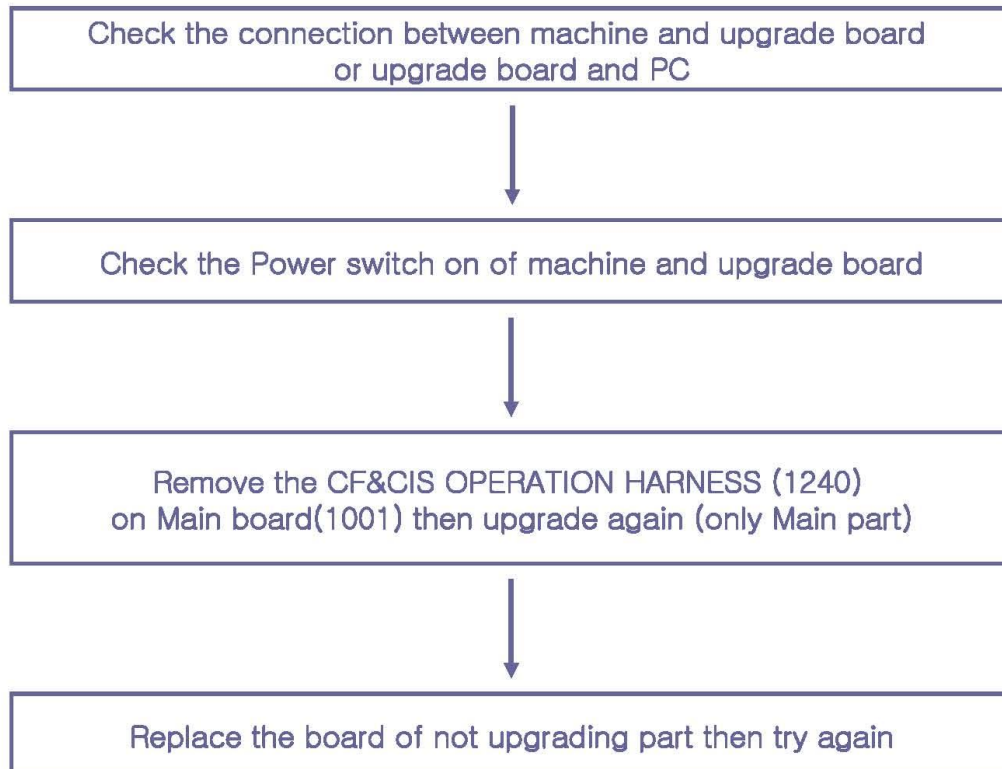 Check the connection between machine and upgrade board
or upgrade board and PC
Check the Power switch on of machine and upgrade board
Remove the CF&CIS OPERATION HARNESS (1240)
on Main board(1001) then upgrade again (only Main part)
Replace the board of not upgrading part then try again